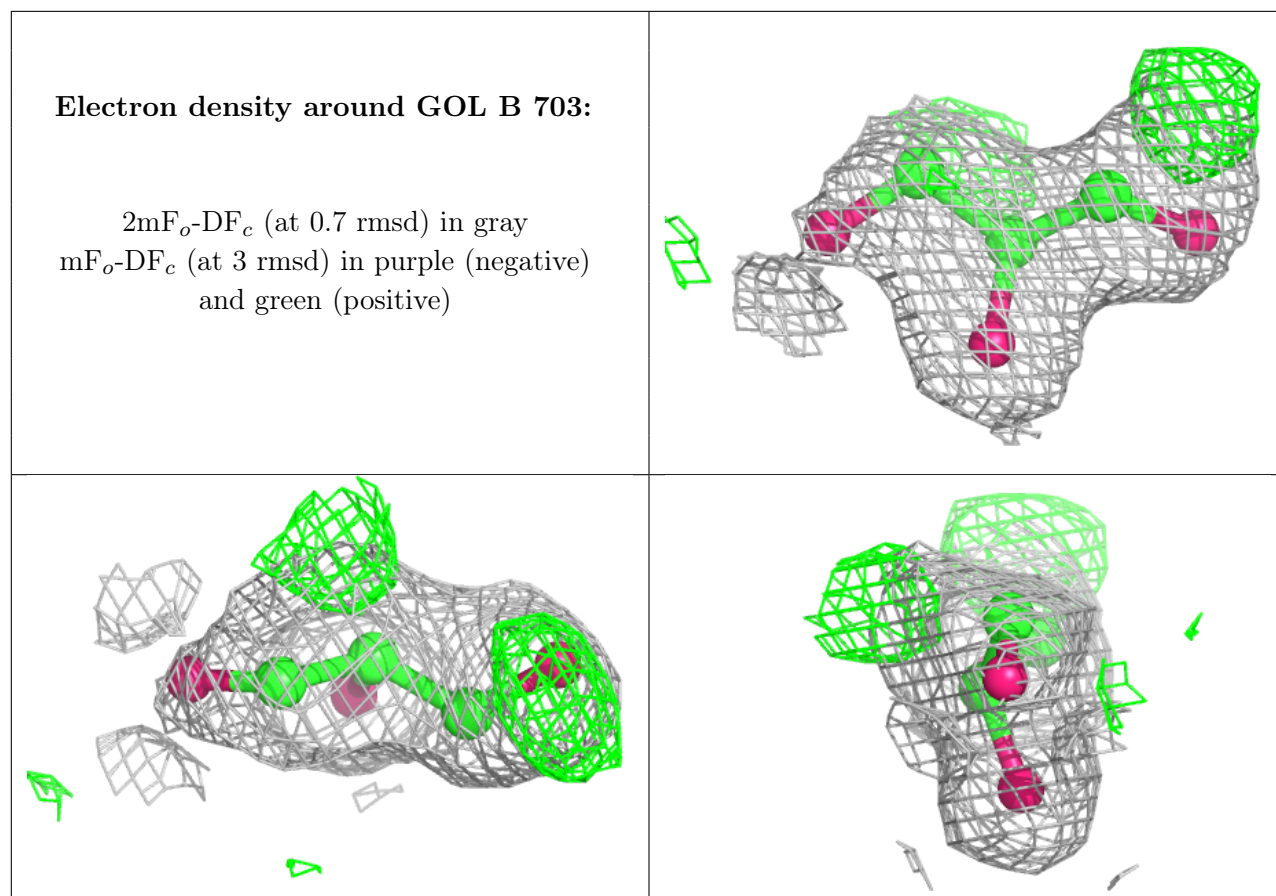 Electron density around GOL B 703:
2mFo-DFc (at 0.7 rmsd) in gray
mFo-DFc (at 3 rmsd) in purple (negative)
and green (positive)